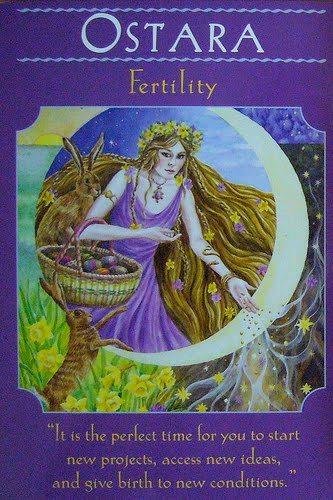 OSTARA
Fertility
"It is the perfect time for you to start
new projects, access new ideas,
and give birth to new conditions."